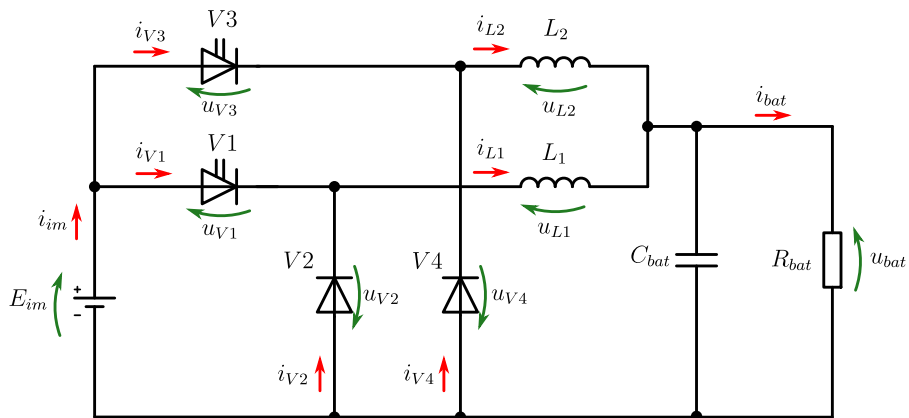 V3
i_{V3}
i_{L2}
L_2
u_{V3}
u_{L2}
i_{bat}
V1
i_{V1}
i_{L1}
L_1
u_{V1}
u_{L1}
i_{im}
V2
V4
C_{bat}
R_{bat}
u_{bat}
E_{im}
+
-
u_{V2}
u_{V4}
i_{V2}
i_{V4}